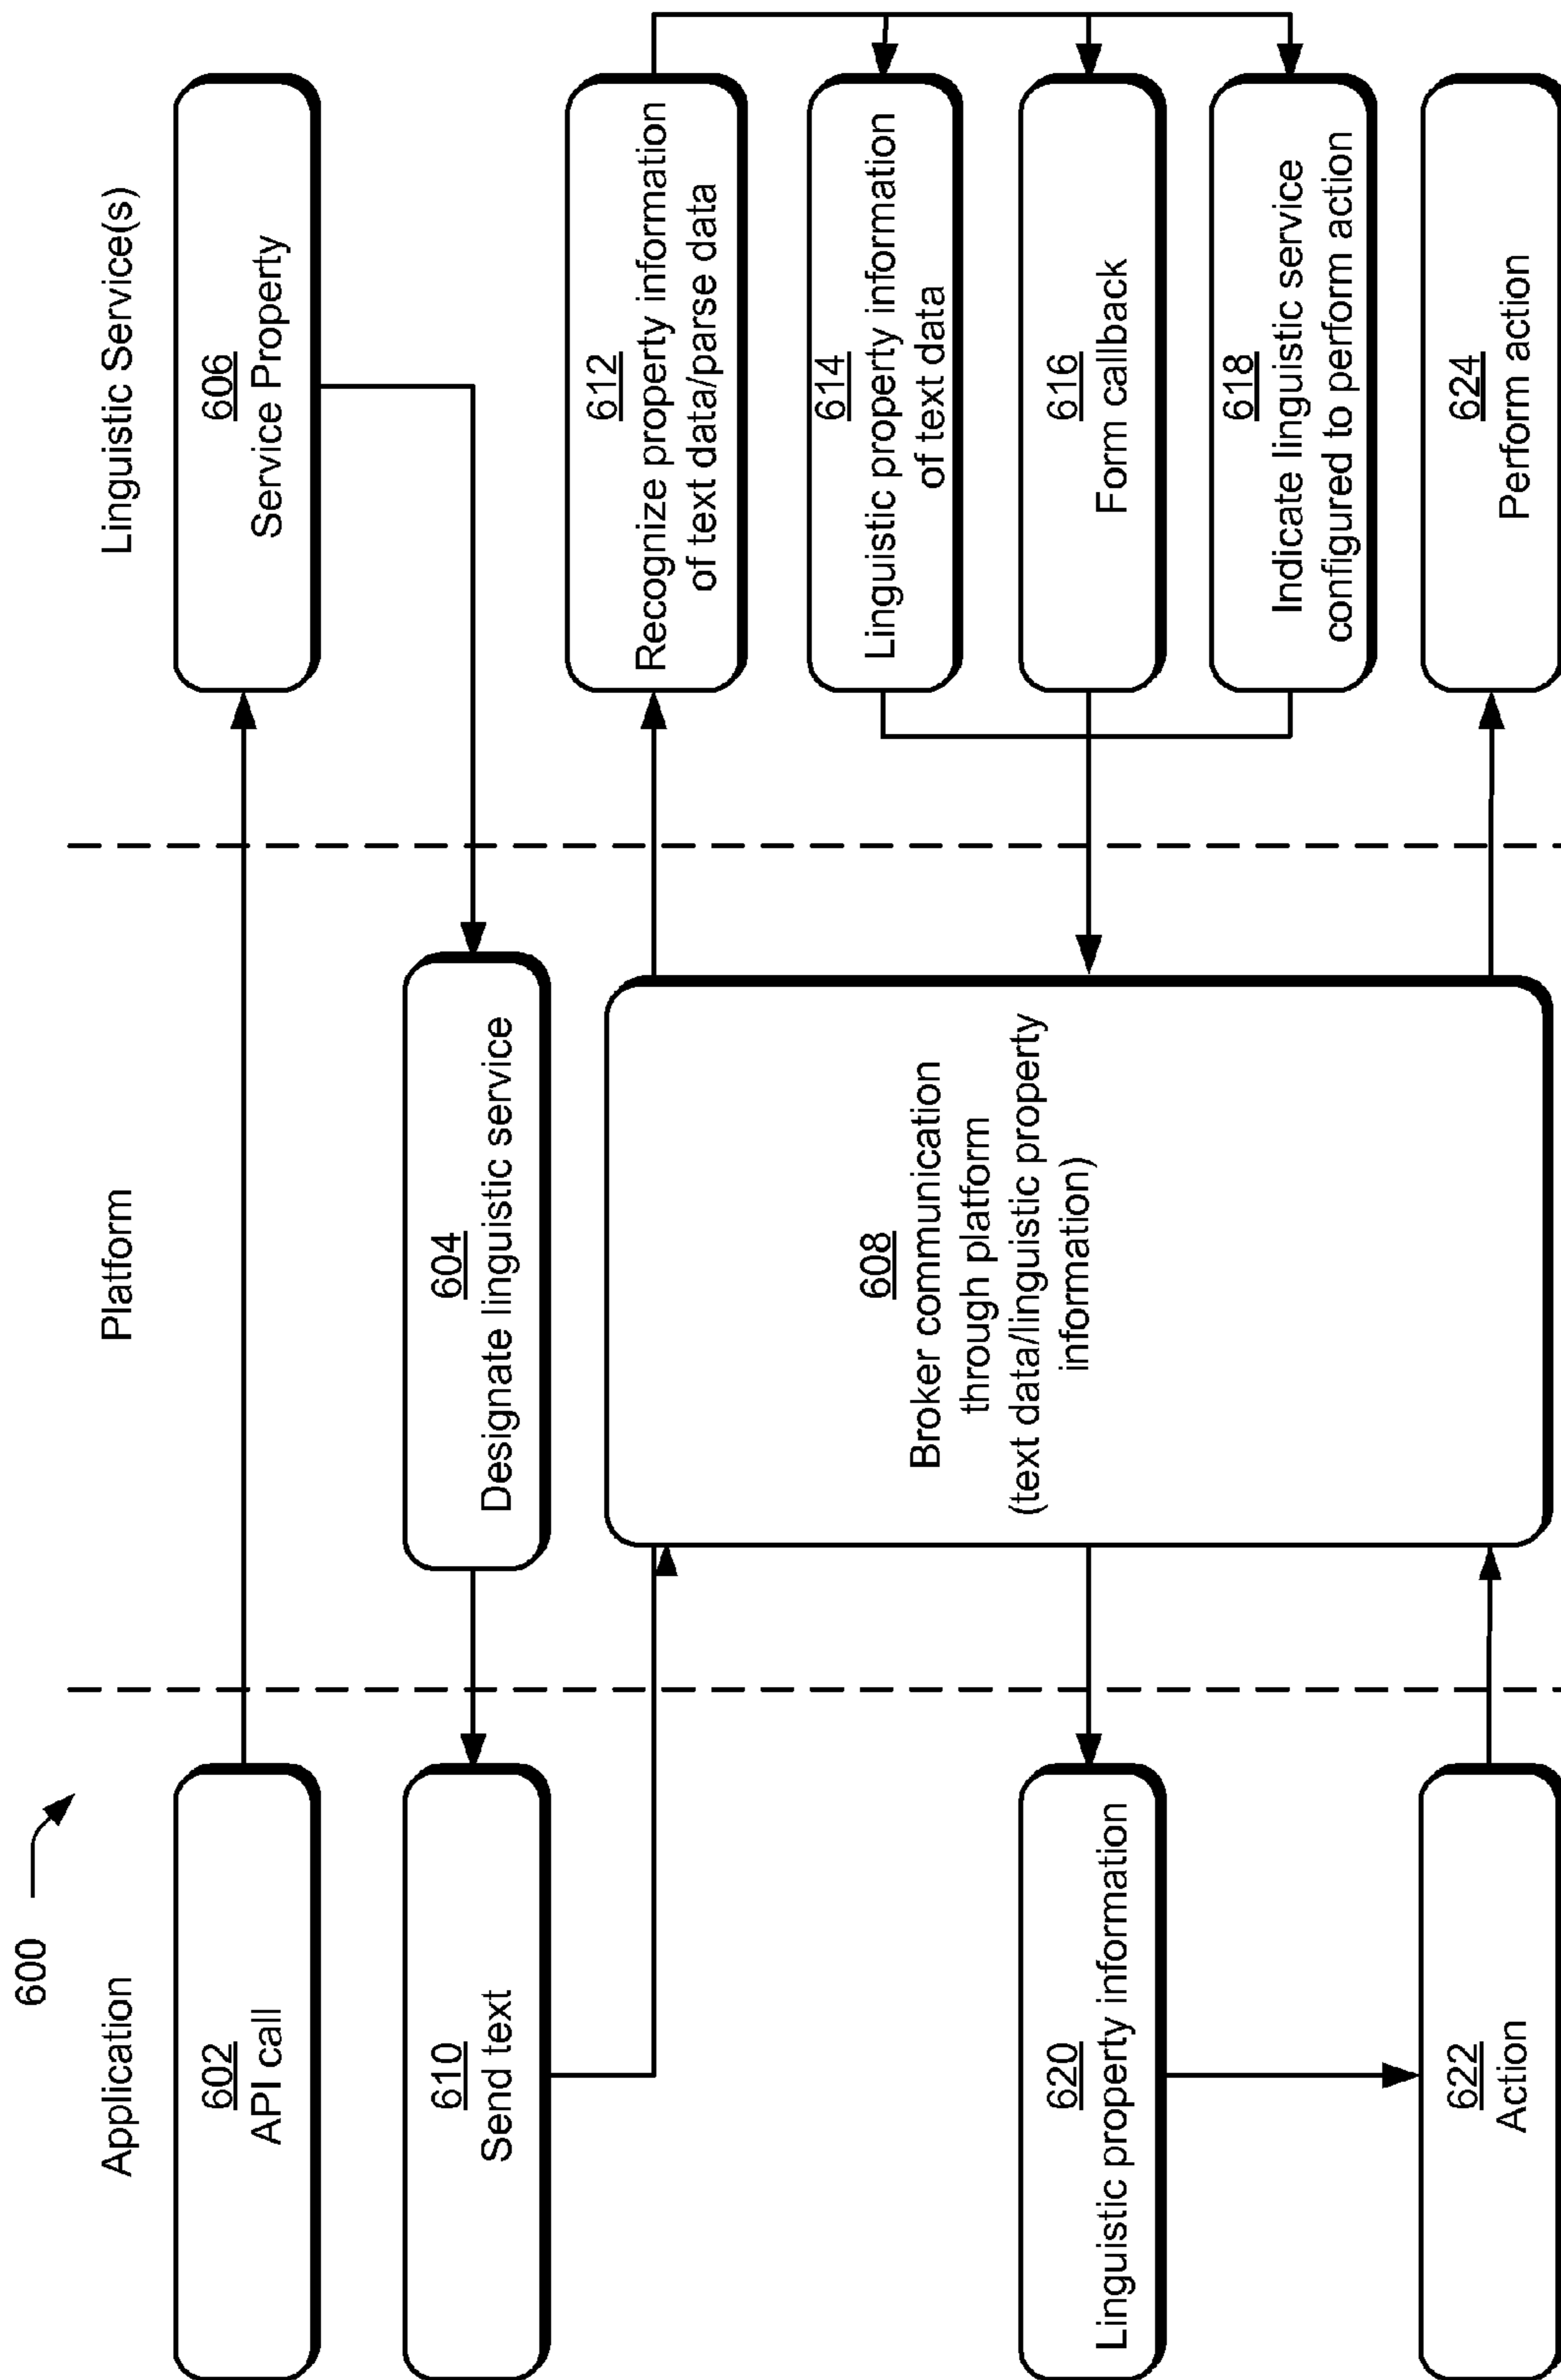 600
Application
Platform
Linguistic Service(s)
602
API call
606
Service Property
604
Designate linguistic service
610
Send text
608
Broker communication
through platform
(text data/linguistic property
information)
612
Recognize property information
of text data/parse data
614
Linguistic property information
of text data
616
Form callback
618
Indicate linguistic service
configured to perform action
620
Linguistic property information
622
Action
624
Perform action